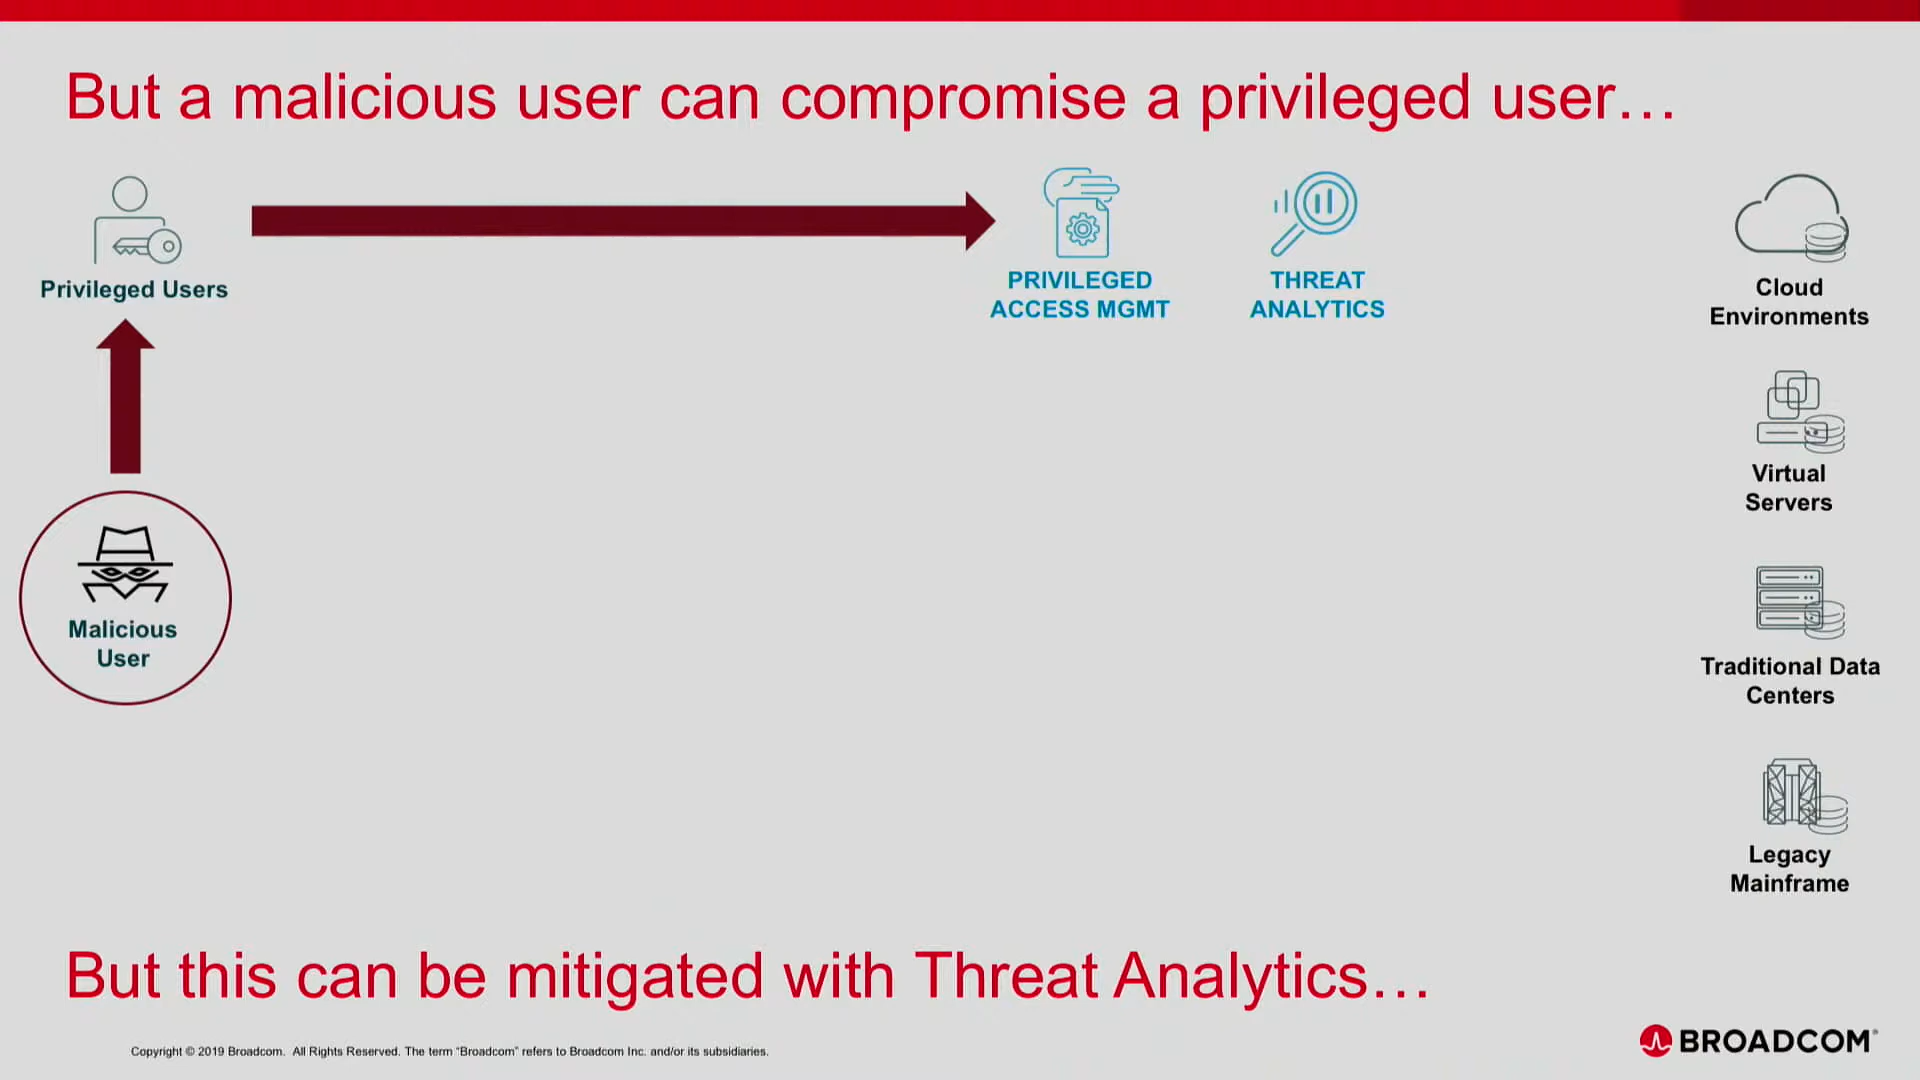 But a malicious user can compromise a privileged user…
Privileged Users
PRIVILEGED
ACCESS MGMT
THREAT
ANALYTICS
Cloud
Environments
Virtual
Servers
Malicious
User
Traditional Data
Centers
Legacy
Mainframe
But this can be mitigated with Threat Analytics…
Copyright © 2019 Broadcom. All Rights Reserved. The term “Broadcom” refers to Broadcom Inc. and/or its subsidiaries.
BROADCOM®